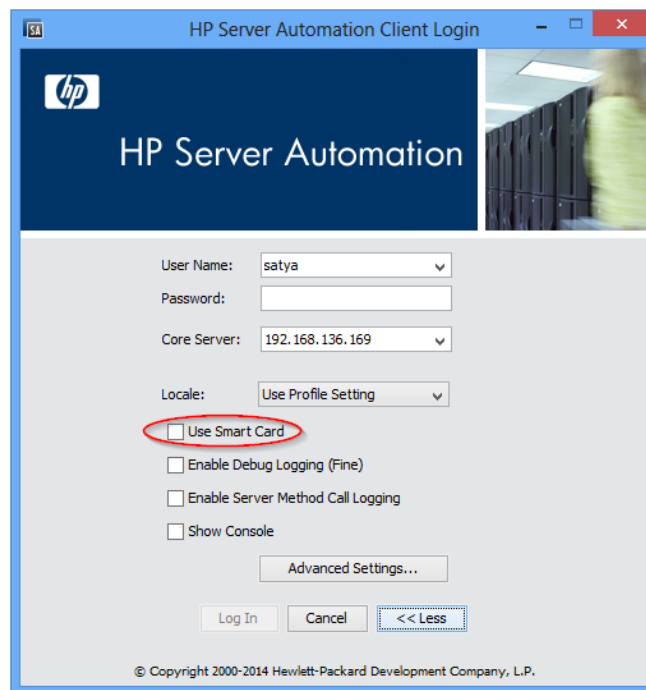 SA HP Server Automation Client Login
hp
HP Server Automation
User Name: satya
Password:
Core Server: 192.168.136.169
Locale: Use Profile Setting
Use Smart Card
Enable Debug Logging (Fine)
Enable Server Method Call Logging
Show Console
Advanced Settings...
Log In Cancel << Less
© Copyright 2000-2014 Hewlett-Packard Development Company, L.P.